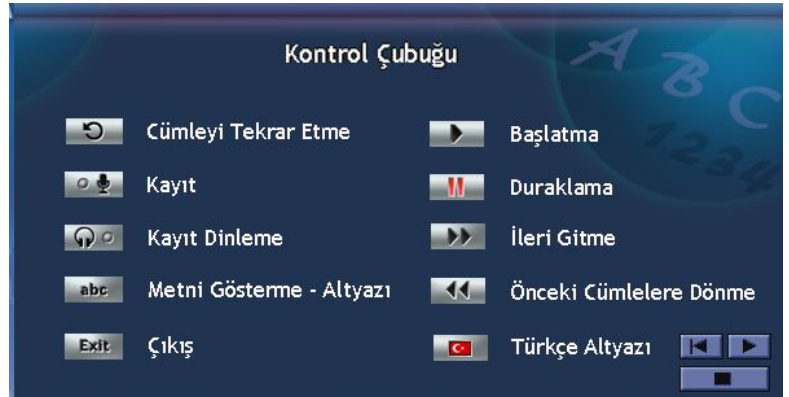 Kontrol Çubuğu
A B C
1234
Cümleyi Tekrar Etme
Başlatma
Kayıt
Duraklama
Kayıt Dinleme
İleri Gitme
abc Metni Gösterme - Altyazı
Önceki Cümlelere Dönme
Exit Çıkış
Türkçe Altyazı